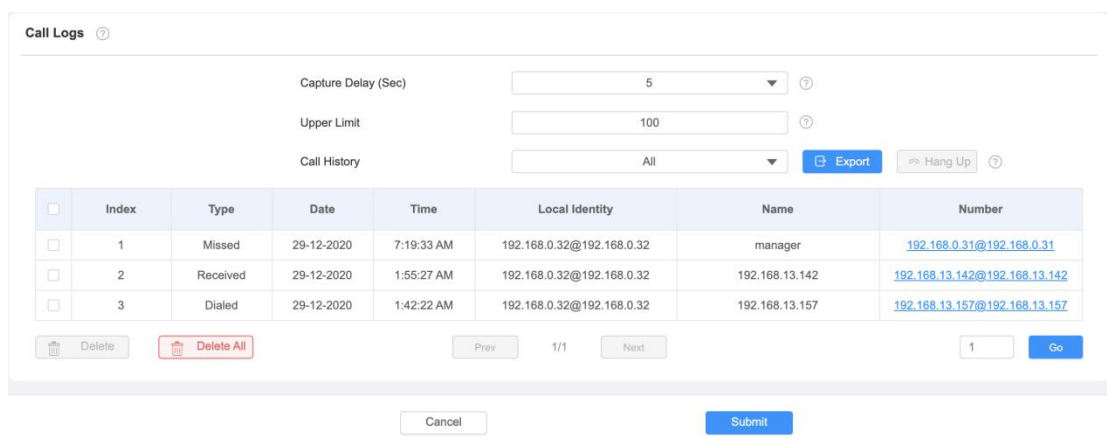 Call Logs ?
Capture Delay (Sec) 5 ?
Upper Limit 100 ?
Call History All Export Hang Up ?
Index Type Date Time Local Identity Name Number
1 Missed 29-12-2020 7:19:33 AM 192.168.0.32@192.168.0.32 manager 192.168.0.31@192.168.0.31
2 Received 29-12-2020 1:55:27 AM 192.168.0.32@192.168.0.32 192.168.13.142 192.168.13.142@192.168.13.142
3 Dialed 29-12-2020 1:42:22 AM 192.168.0.32@192.168.0.32 192.168.13.157 192.168.13.157@192.168.13.157
Delete Delete All Prev 1/1 Next 1 Go
Cancel Submit